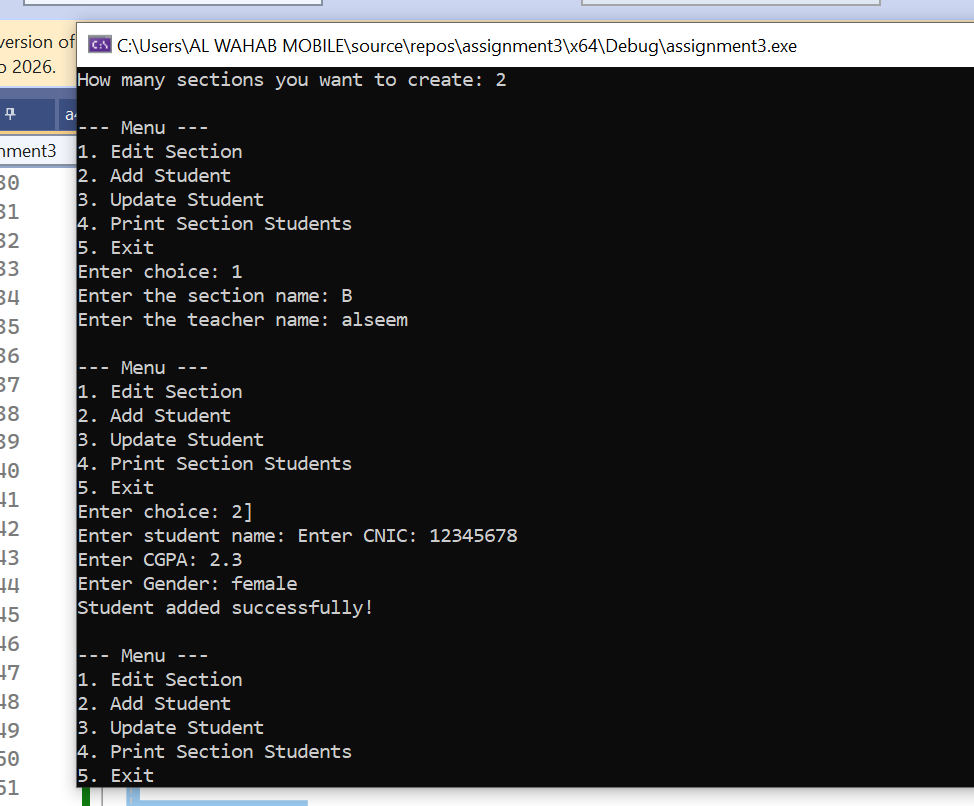 version of
o 2026.
C:\Users\AL WAHAB MOBILE\source\repos\assignment3\x64\Debug\assignment3.exe
How many sections you want to create: 2
--- Menu ---
1. Edit Section
2. Add Student
3. Update Student
4. Print Section Students
5. Exit
Enter choice: 1
Enter the section name: B
Enter the teacher name: alseem
--- Menu ---
1. Edit Section
2. Add Student
3. Update Student
4. Print Section Students
5. Exit
Enter choice: 2]
Enter student name: Enter CNIC: 12345678
Enter CGPA: 2.3
Enter Gender: female
Student added successfully!
--- Menu ---
1. Edit Section
2. Add Student
3. Update Student
4. Print Section Students
5. Exit
nment3
30
31
32
33
34
35
36
37
38
39
40
41
42
43
44
45
46
47
48
49
50
51